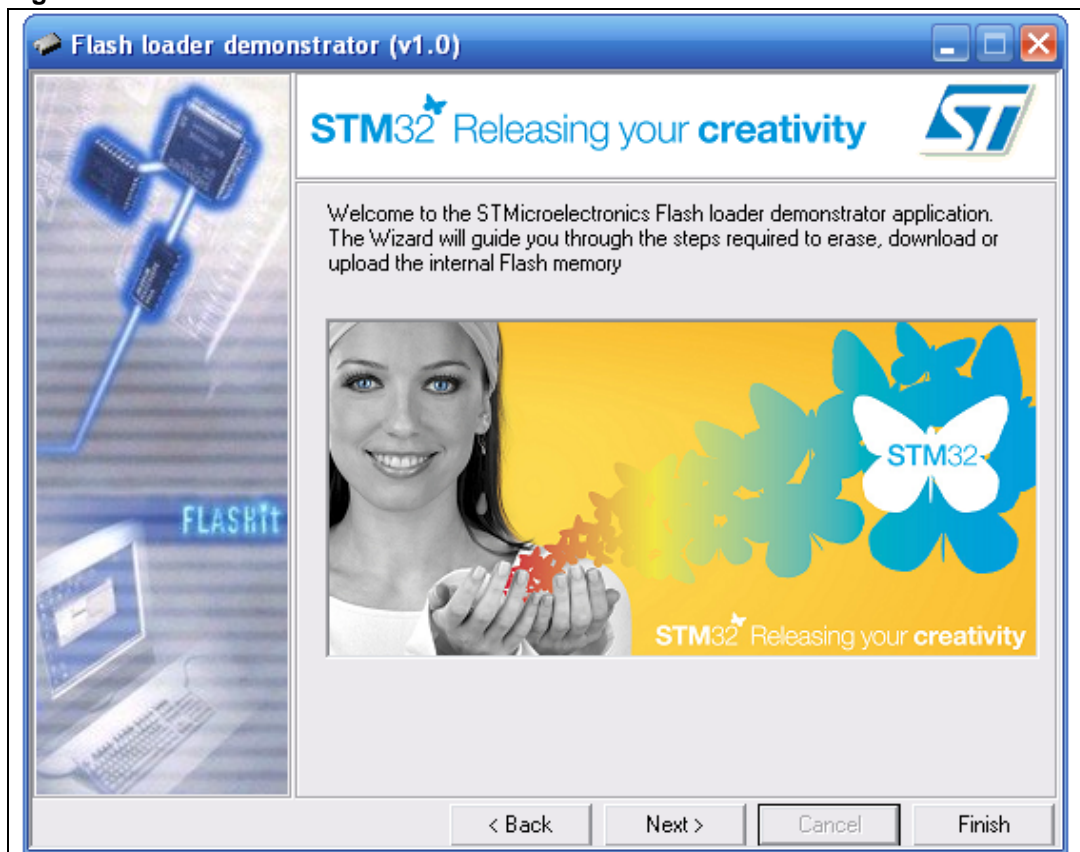 Flash loader demonstrator (v1.0)
STM32 Releasing your creativity
ST
Welcome to the STMicroelectronics Flash loader demonstrator application.
The Wizard will guide you through the steps required to erase, download or
upload the internal Flash memory
FLASHit
STM32
STM32 Releasing your creativity
< Back
Next >
Cancel
Finish